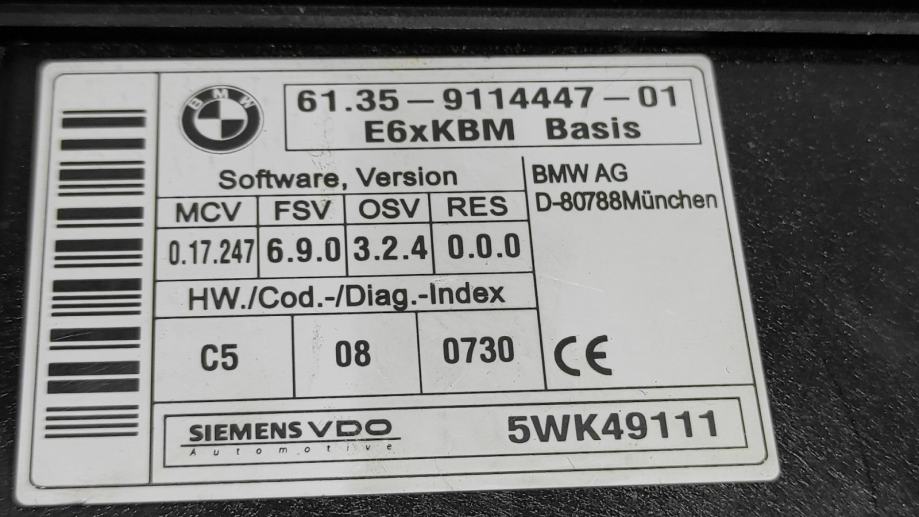 BMW
61.35-9114447-01
E6xKBM Basis
Software, Version
MCV FSV OSV RES
0.17.247 6.9.0 3.2.4 0.0.0
BMW AG
D-80788München
HW./Cod.-/Diag.-Index
C5 08 0730
CE
SIEMENS VDO
Automotive
5WK49111